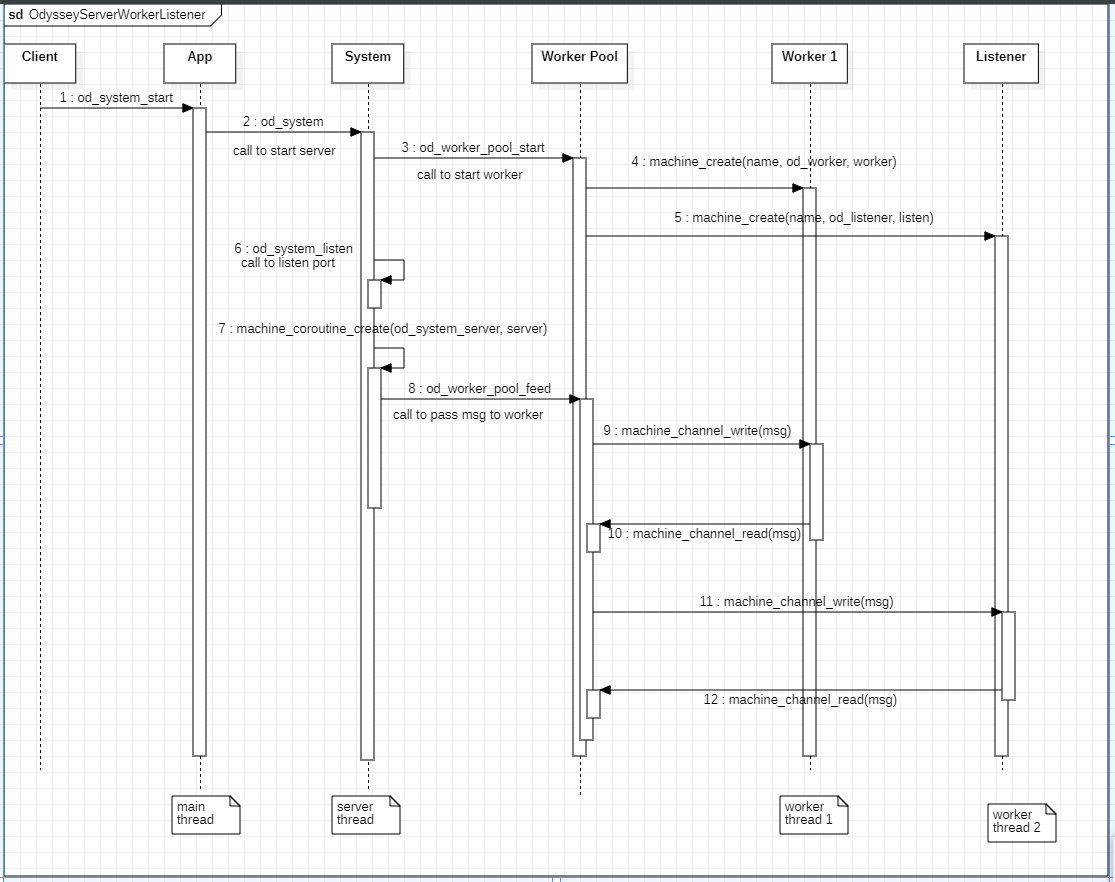 sd OdysseyServerWorkerListener
Client
App
System
Worker Pool
Worker 1
Listener
1 : od_system_start
2 : od_system
call to start server
3 : od_worker_pool_start
call to start worker
4 : machine_create(name, od_worker, worker)
5 : machine_create(name, od_listener, listen)
6 : od_system_listen
call to listen port
7 : machine_coroutine_create(od_system_server, server)
8 : od_worker_pool_feed
call to pass msg to worker
9 : machine_channel_write(msg)
10 : machine_channel_read(msg)
11 : machine_channel_write(msg)
12 : machine_channel_read(msg)
main
thread
server
thread
worker
thread 1
worker
thread 2